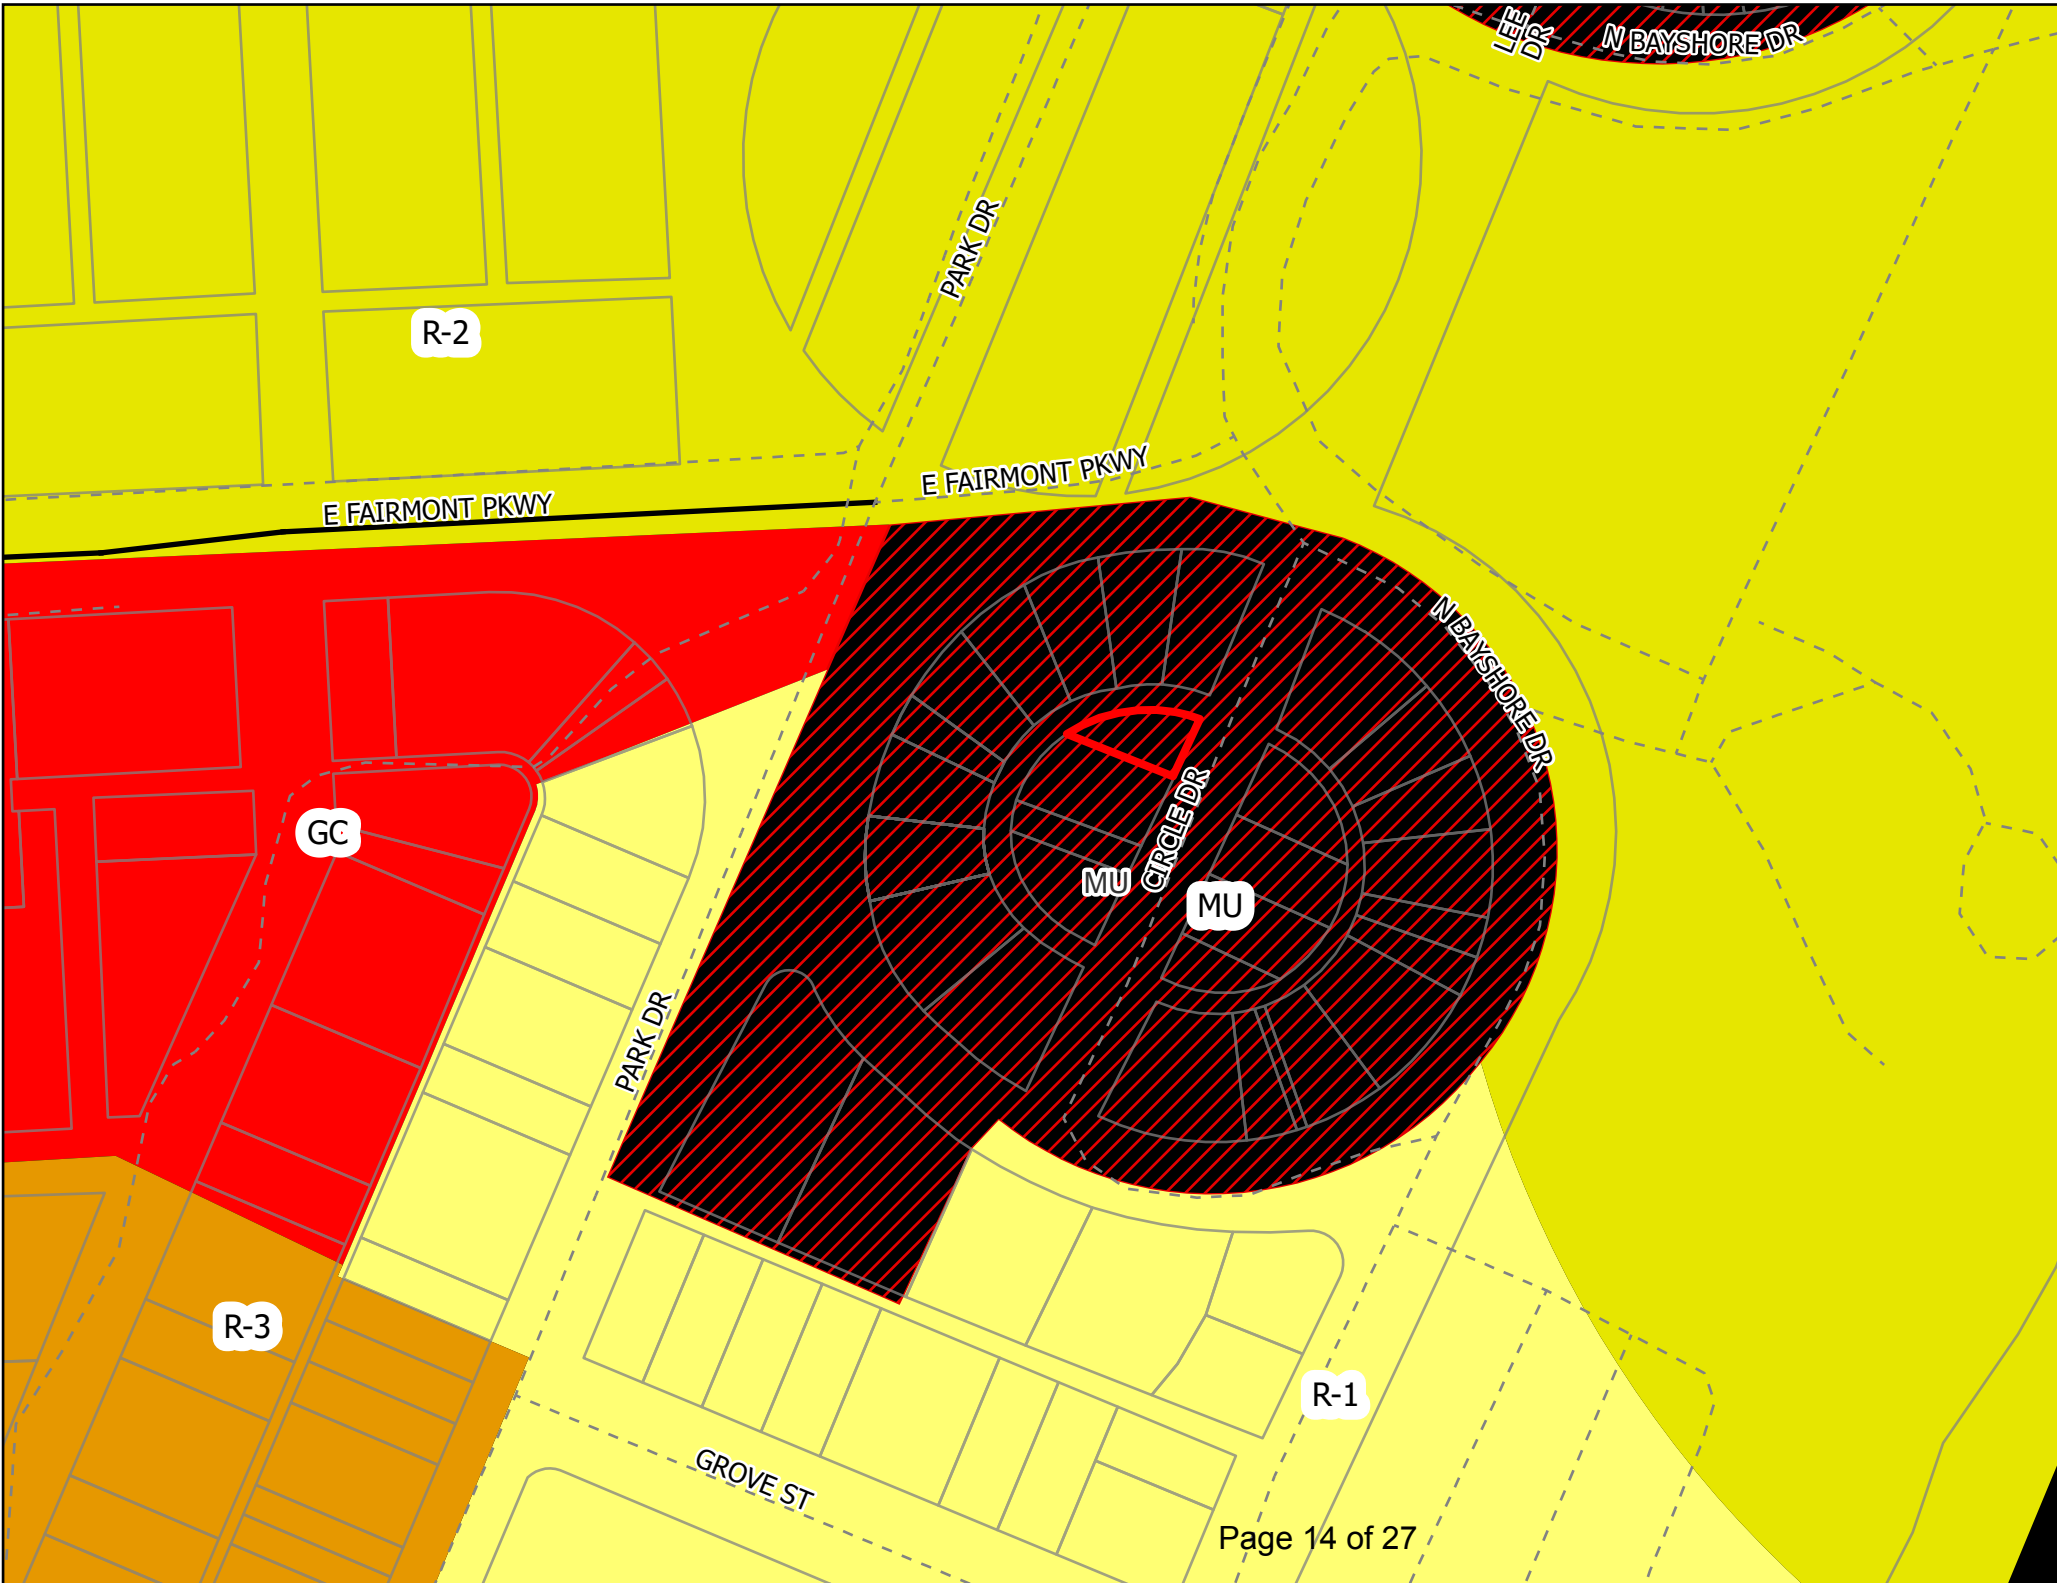 LEE
DR
N BAYSHORE DR
PARK DR
R-2
E FAIRMONT PKWY
E FAIRMONT PKWY
N BAYSHORE DR
GC
CIRCLE DR
MU
MU
PARK DR
R-3
R-1
GROVE ST
Page 14 of 27